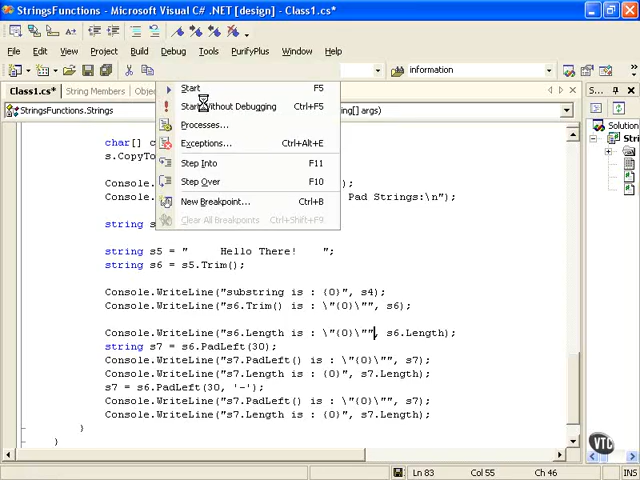 StringsFunctions - Microsoft Visual C# .NET [design] - Class1.cs*
File Edit View Project Build Debug Tools PurifyPlus Window Help
information
Class1.cs* String Members
StringsFunctions.Strings
[] args)
Start F5
Start Without Debugging Ctrl+F5
Processes...
Exceptions... Ctrl+Alt+E
Step Into F11
Step Over F10
New Breakpoint... Ctrl+B
Clear All Breakpoints Ctrl+Shift+F9
char[] c
s.CopyTo
Console.
);
Console. Pad Strings:\n");
string s
string s5 = "     Hello There!    ";
string s6 = s5.Trim();
Console.WriteLine("substring is : {0}", s4);
Console.WriteLine("s6.Trim() is : \"{0}\"", s6);
Console.WriteLine("s6.Length is : \"{0}\"", s6.Length);
string s7 = s6.PadLeft(30);
Console.WriteLine("s7.PadLeft() is : \"{0}\"", s7);
Console.WriteLine("s7.Length is : {0}", s7.Length);
s7 = s6.PadLeft(30, '-');
Console.WriteLine("s7.PadLeft() is : \"{0}\"", s7);
Console.WriteLine("s7.Length is : {0}", s7.Length);
}
}
S..
Solution
Stri
VTC
Ln 83 Col 55 Ch 46 INS